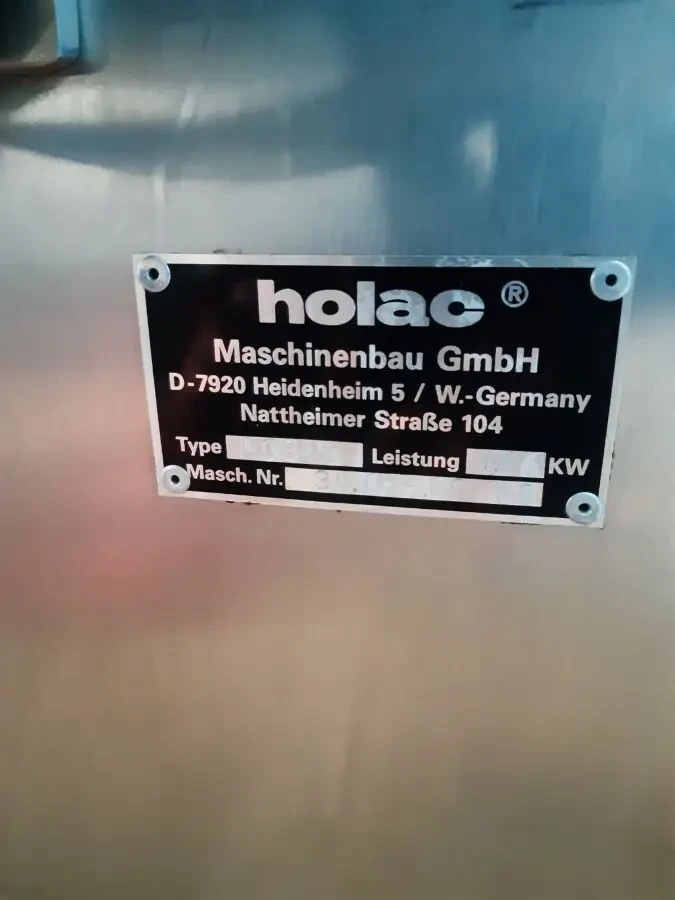 holac ®
Maschinenbau GmbH
D-7920 Heidenheim 5 / W.-Germany
Nattheimer Straße 104
Type Leistung KW
Masch. Nr.